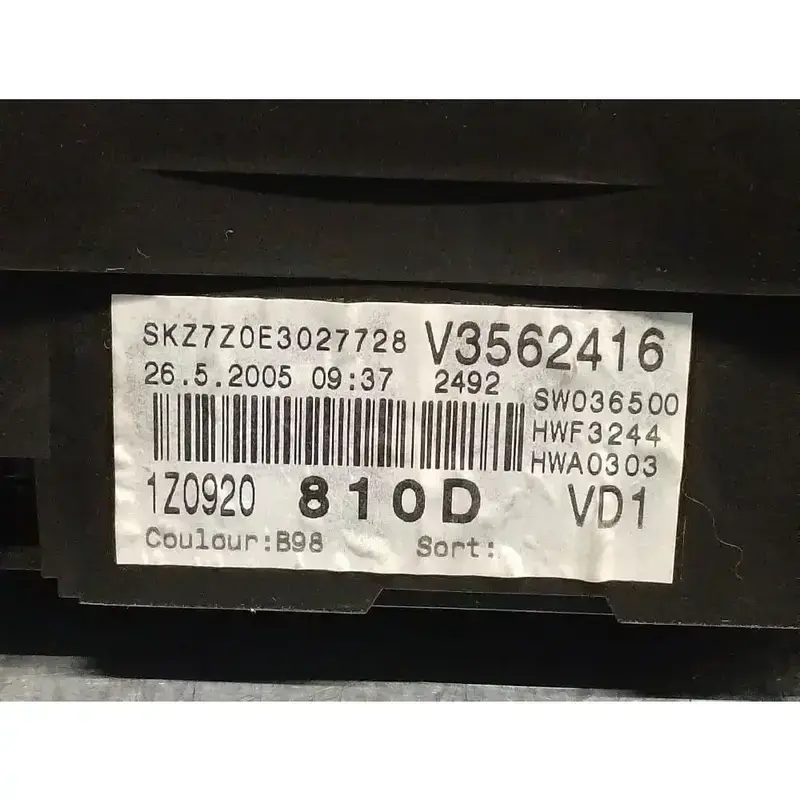 SKZ7Z0E3027728 V3562416
26.5.2005 09:37 2492 SW036500
HWF3244
HWA0303
1Z0920 810D VD1
Coulour:B98 Sort: